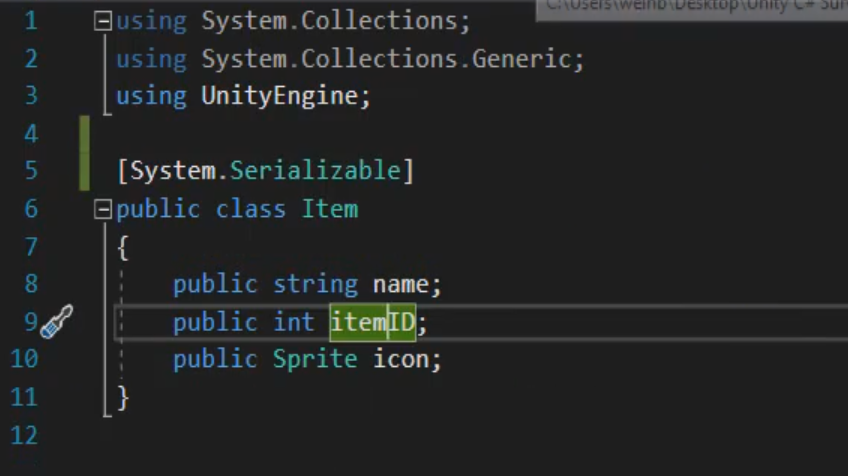 C:\Users\weinb\Desktop\Unity C#
1 using System.Collections;
2 using System.Collections.Generic;
3 using UnityEngine;
4
5 [System.Serializable]
6 public class Item
7 {
8 public string name;
9 public int itemID;
10 public Sprite icon;
11 }
12